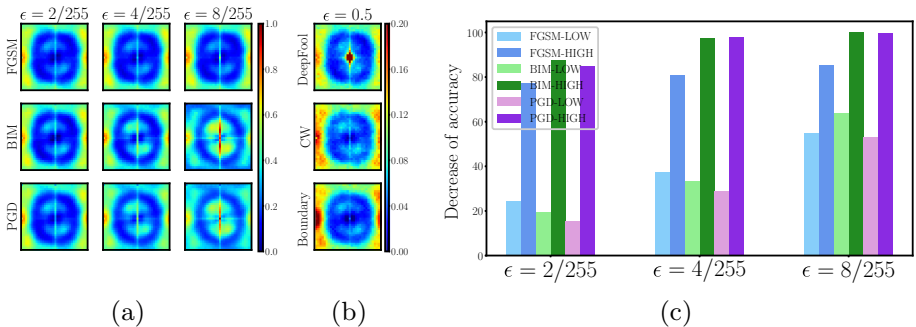 ϵ = 2/255
ϵ = 4/255
ϵ = 8/255
FGSM
BIM
PGD
1.0
0.8
0.6
0.4
0.2
0.0
(a)
ϵ = 0.5
DeepFool
CW
Boundary
0.20
0.16
0.12
0.08
0.04
0.00
(b)
Decrease of accuracy
100
80
60
40
20
0
FGSM-LOW
FGSM-HIGH
BIM-LOW
BIM-HIGH
PGD-LOW
PGD-HIGH
ϵ = 2/255
ϵ = 4/255
ϵ = 8/255
(c)